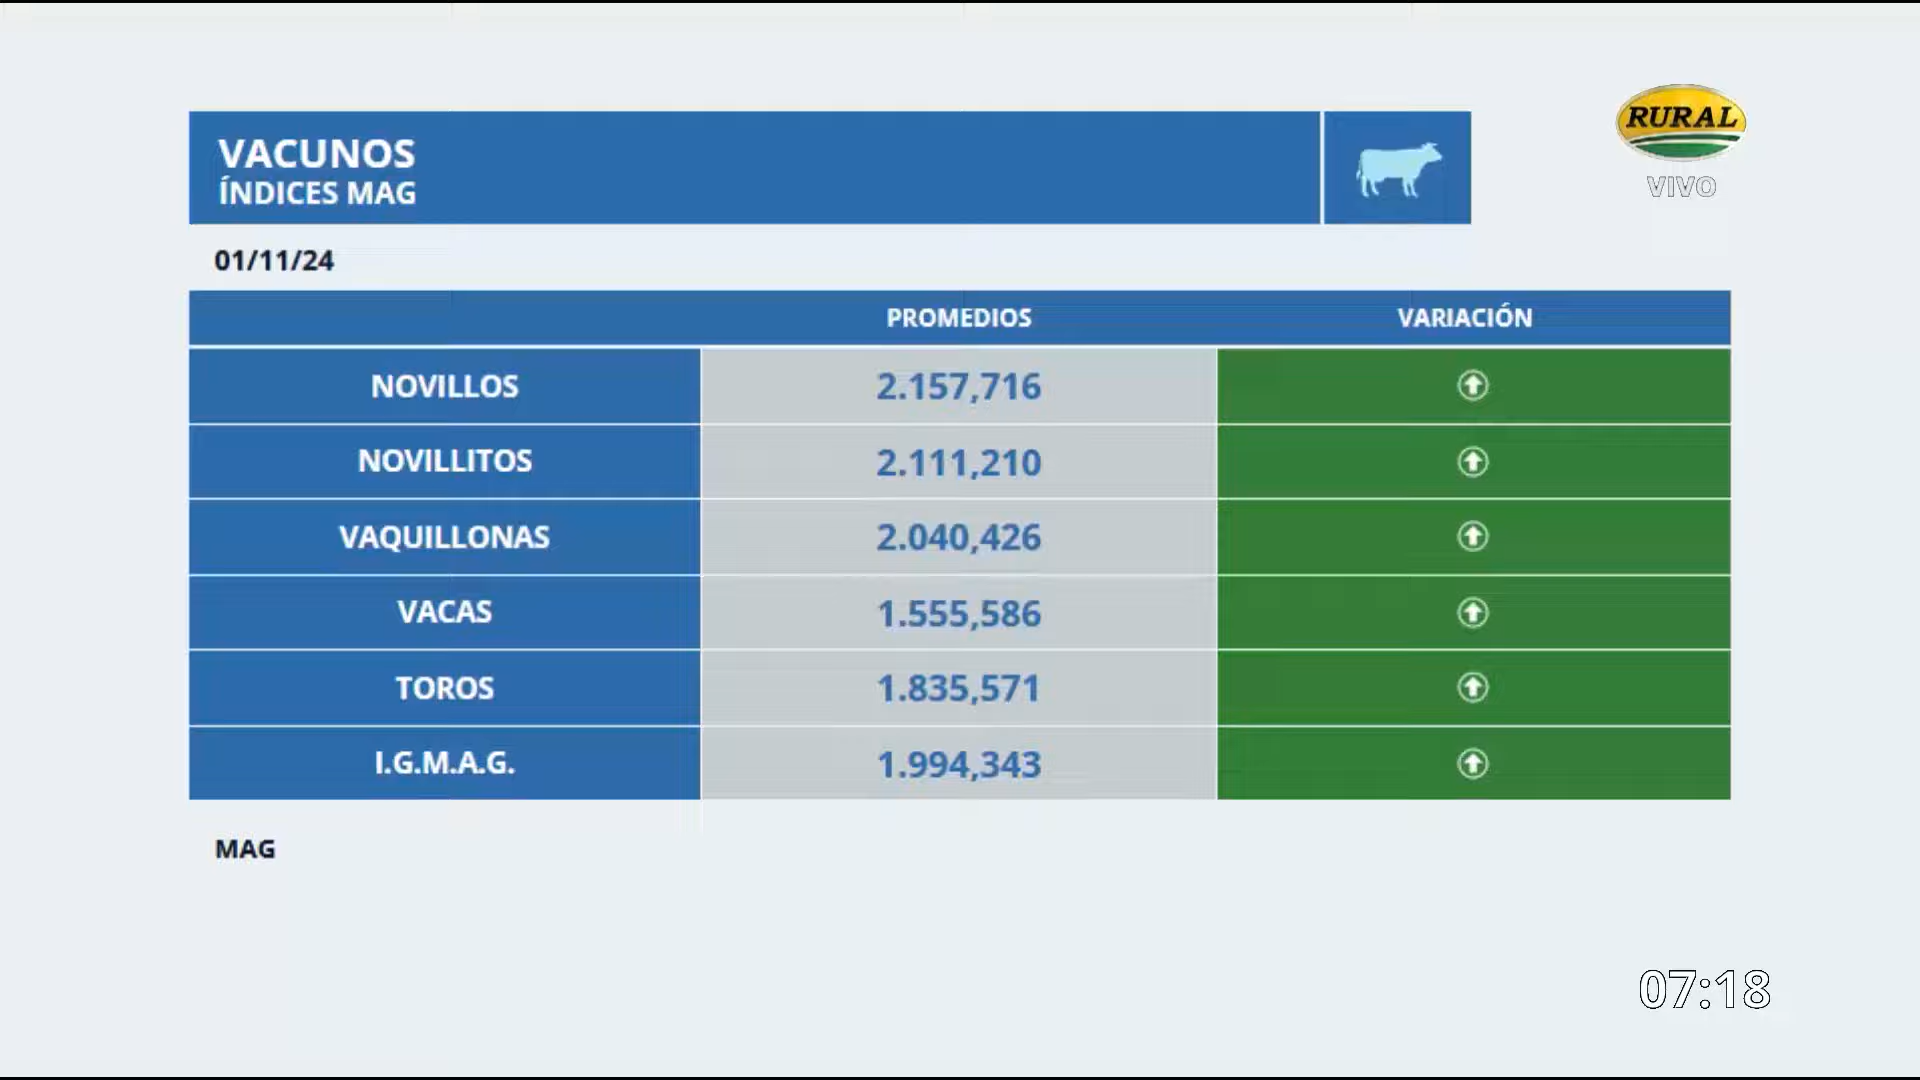 VACUNOS
ÍNDICES MAG
RURAL
VIVO
01/11/24
PROMEDIOS VARIACIÓN
NOVILLOS 2.157,716
NOVILLITOS 2.111,210
VAQUILLONAS 2.040,426
VACAS 1.555,586
TOROS 1.835,571
I.G.M.A.G. 1.994,343
MAG
07:18